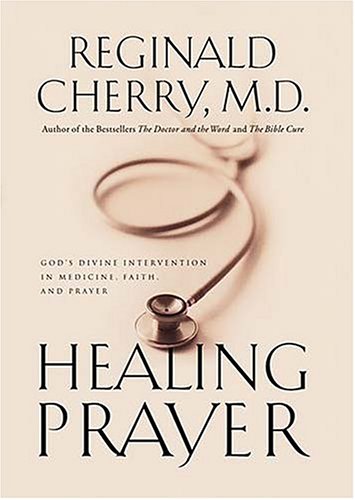 REGINALD
CHERRY, M.D.
Author of the Bestsellers The Doctor and the Word and The Bible Cure
GOD'S DIVINE INTERVENTION
IN MEDICINE, FAITH,
AND PRAYER
HEALING
PRAYER